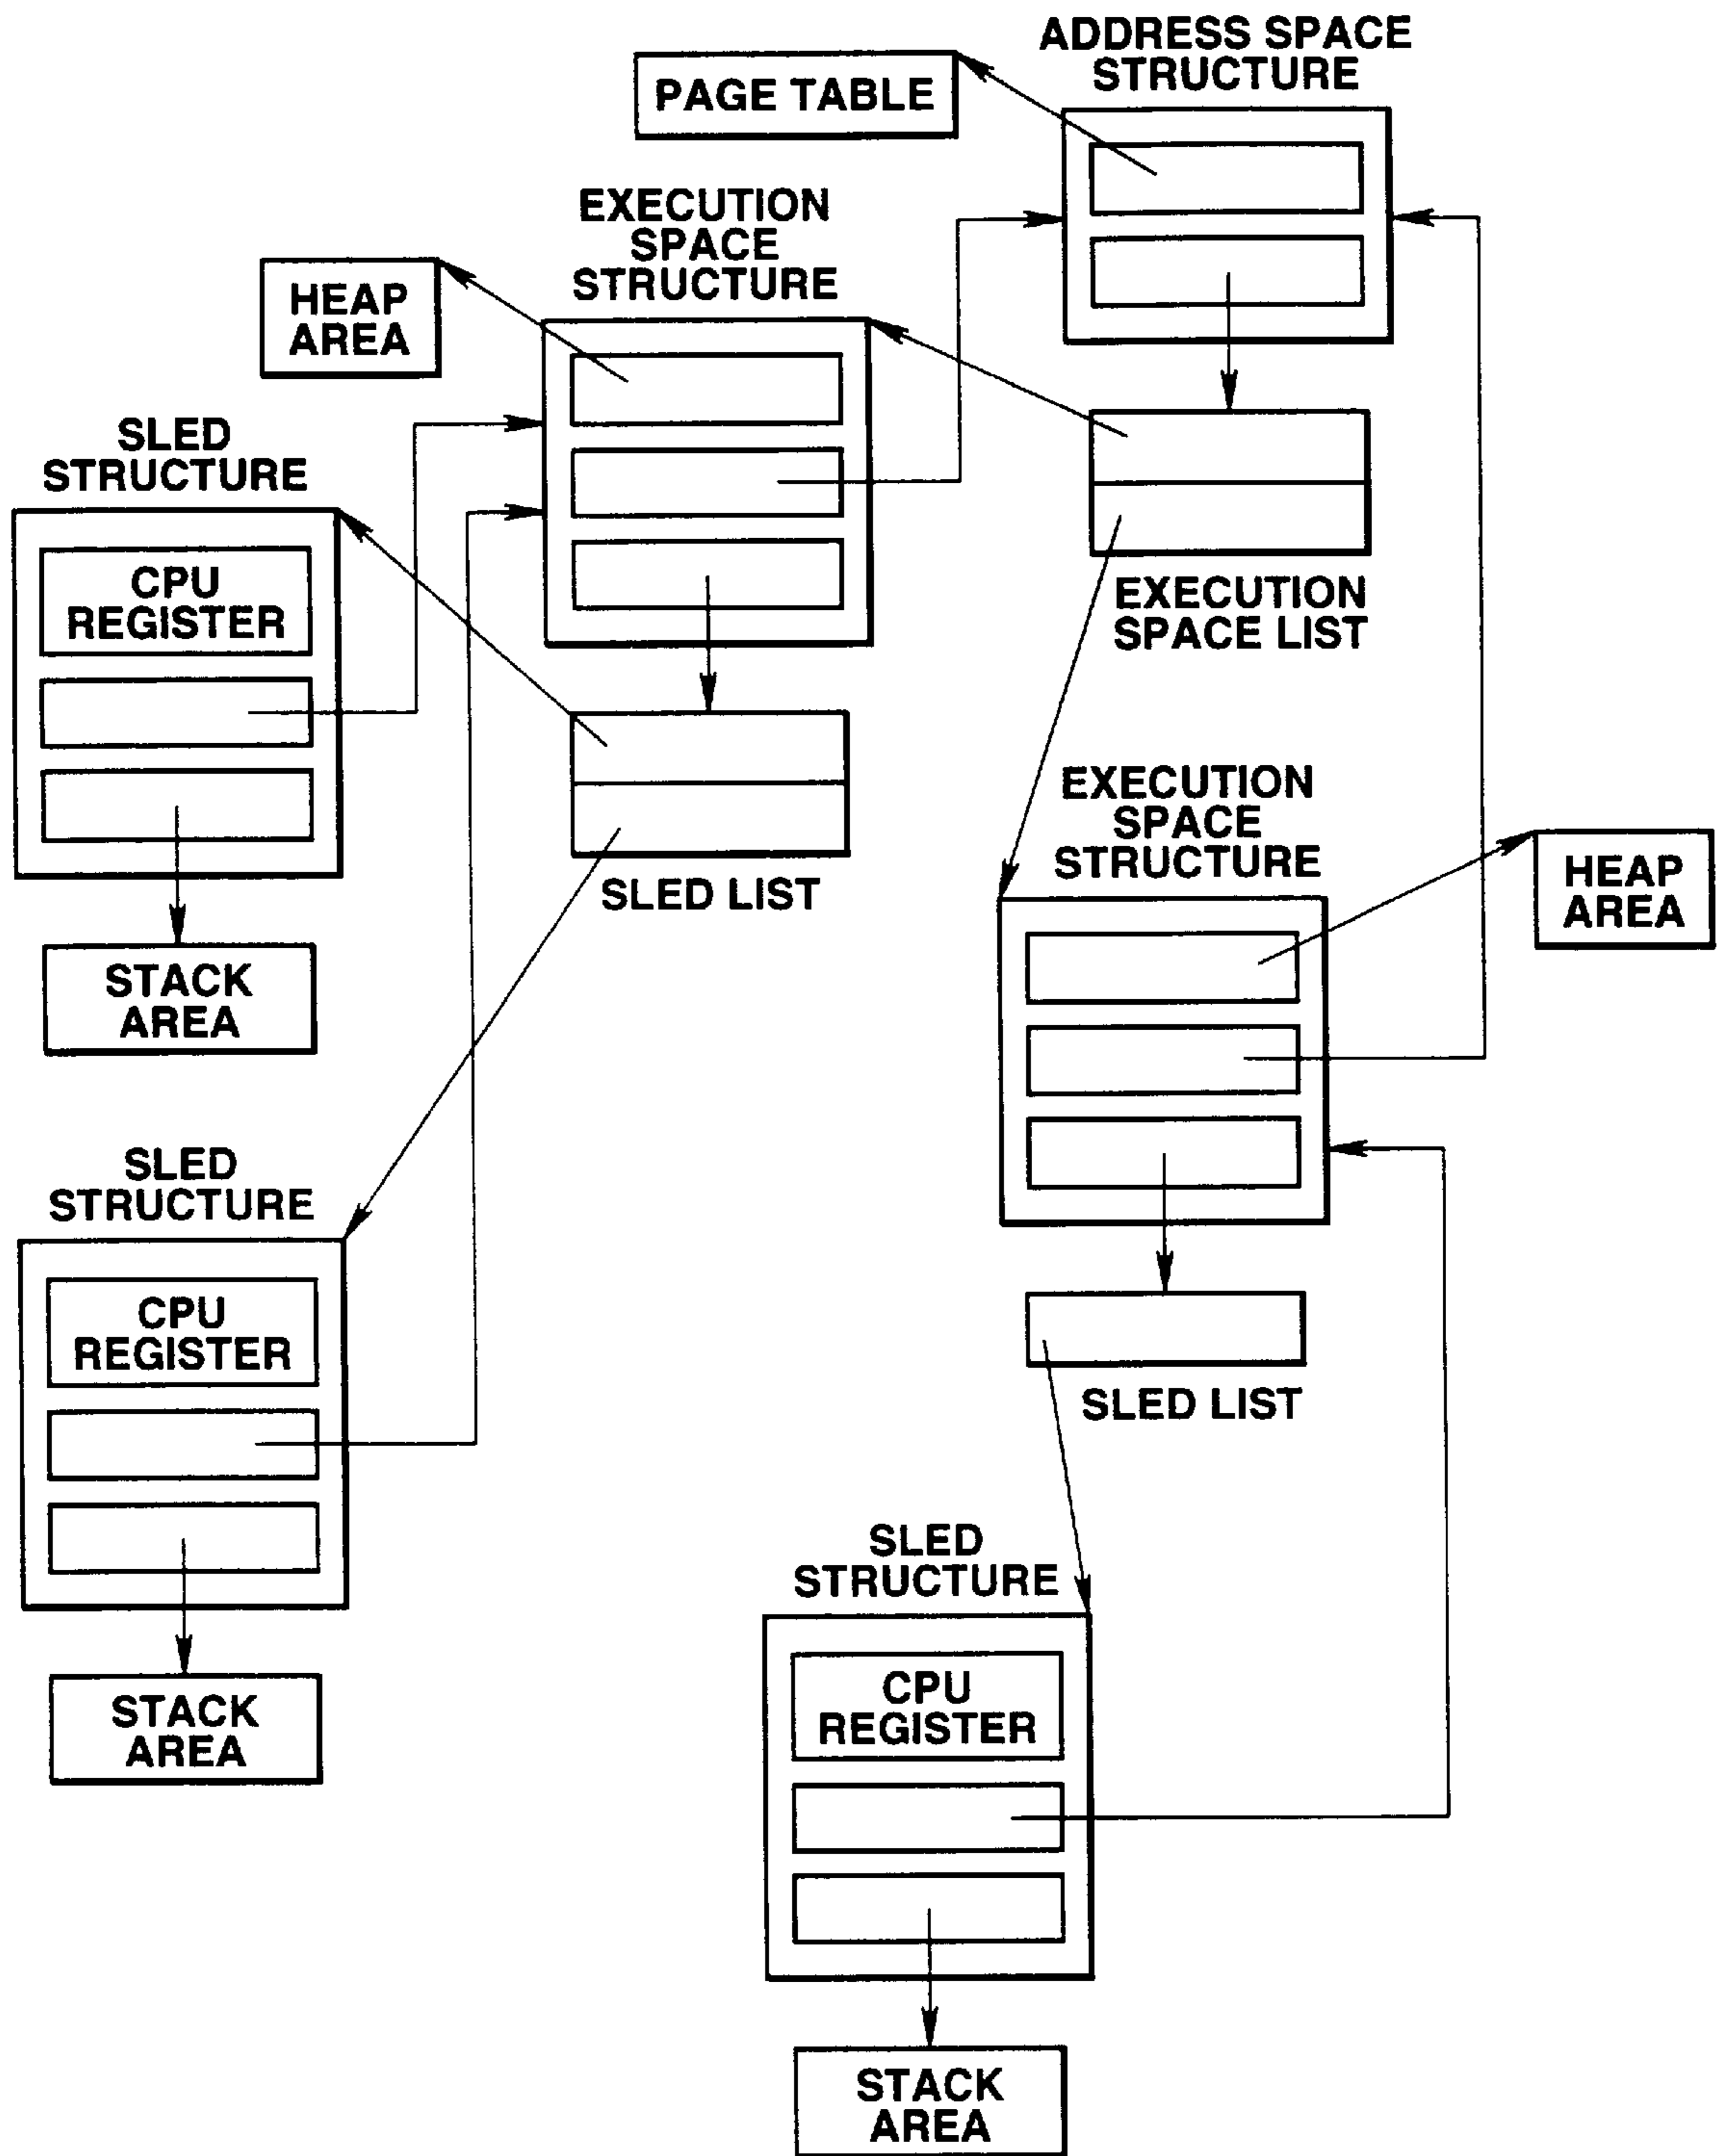 ADDRESS SPACE
STRUCTURE
PAGE TABLE
EXECUTION
SPACE
STRUCTURE
HEAP
AREA
SLED
STRUCTURE
CPU
REGISTER
EXECUTION
SPACE LIST
EXECUTION
SPACE
STRUCTURE
HEAP
AREA
SLED LIST
STACK
AREA
SLED
STRUCTURE
CPU
REGISTER
SLED LIST
SLED
STRUCTURE
CPU
REGISTER
STACK
AREA
STACK
AREA